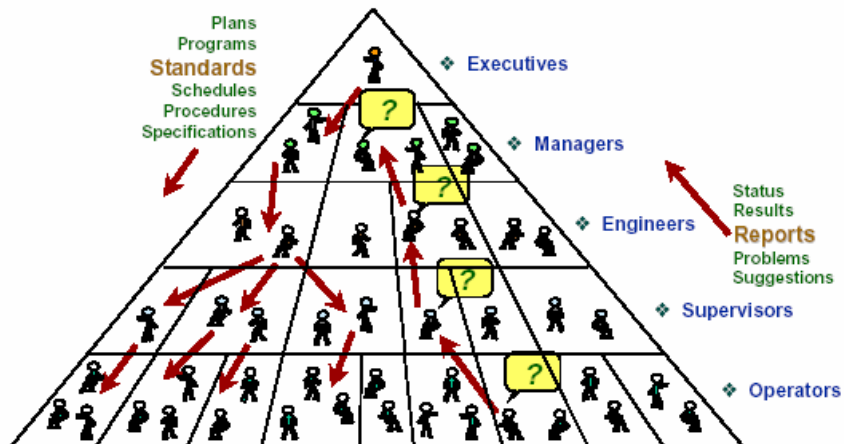 Plans
Programs
Standards
Schedules
Procedures
Specifications
❖ Executives
?
❖ Managers
?
❖ Engineers
Status
Results
Reports
Problems
Suggestions
?
❖ Supervisors
?
❖ Operators